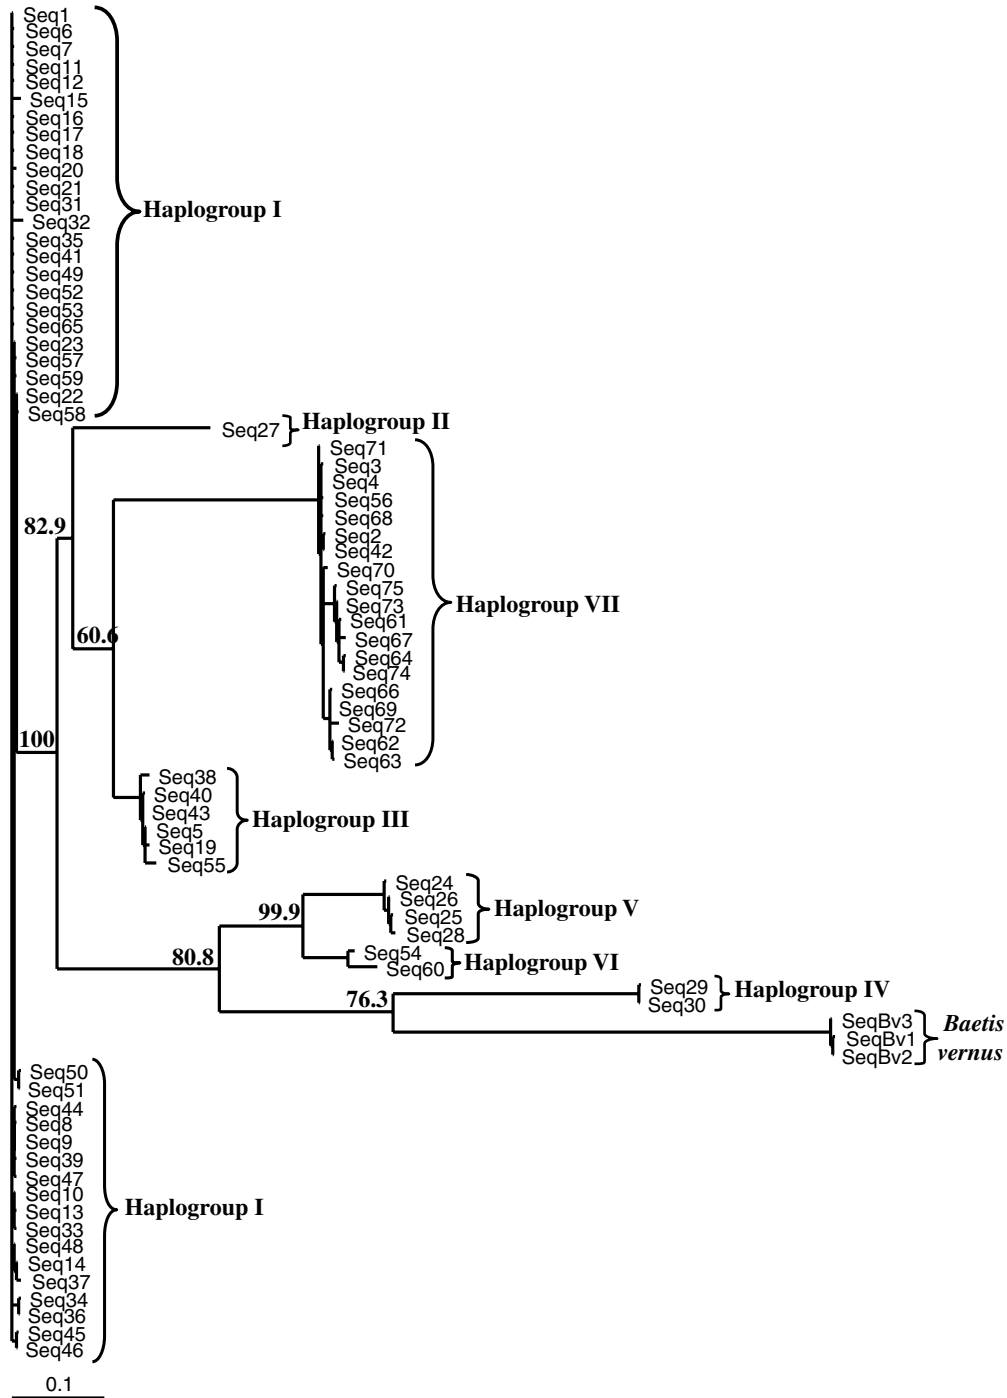 Seq1
Seq6
Seq7
Seq11
Seq12
Seq15
Seq16
Seq17
Seq18
Seq20
Seq21
Seq31
Haplogroup I
Seq32
Seq35
Seq41
Seq49
Seq52
Seq53
Seq65
Seq23
Seq57
Seq59
Seq22
Seq58
Seq27
Haplogroup II
Seq71
Seq3
Seq4
Seq56
Seq68
82.9
Seq2
Seq42
Seq70
Seq75
Seq73
Haplogroup VII
Seq61
60.6
Seq67
Seq64
Seq74
Seq66
Seq69
Seq72
100
Seq62
Seq63
Seq38
Seq40
Seq43
Haplogroup III
Seq5
Seq19
Seq55
Seq24
Seq26
99.9
Haplogroup V
Seq25
Seq28
80.8
Seq54
Haplogroup VI
Seq60
76.3
Seq29
Haplogroup IV
Seq30
SeqBv3
Baetis
SeqBv1
vernus
SeqBv2
Seq50
Seq51
Seq44
Seq8
Seq9
Seq39
Seq47
Seq10
Haplogroup I
Seq13
Seq33
Seq48
Seq14
Seq37
Seq34
Seq36
Seq45
Seq46
0.1